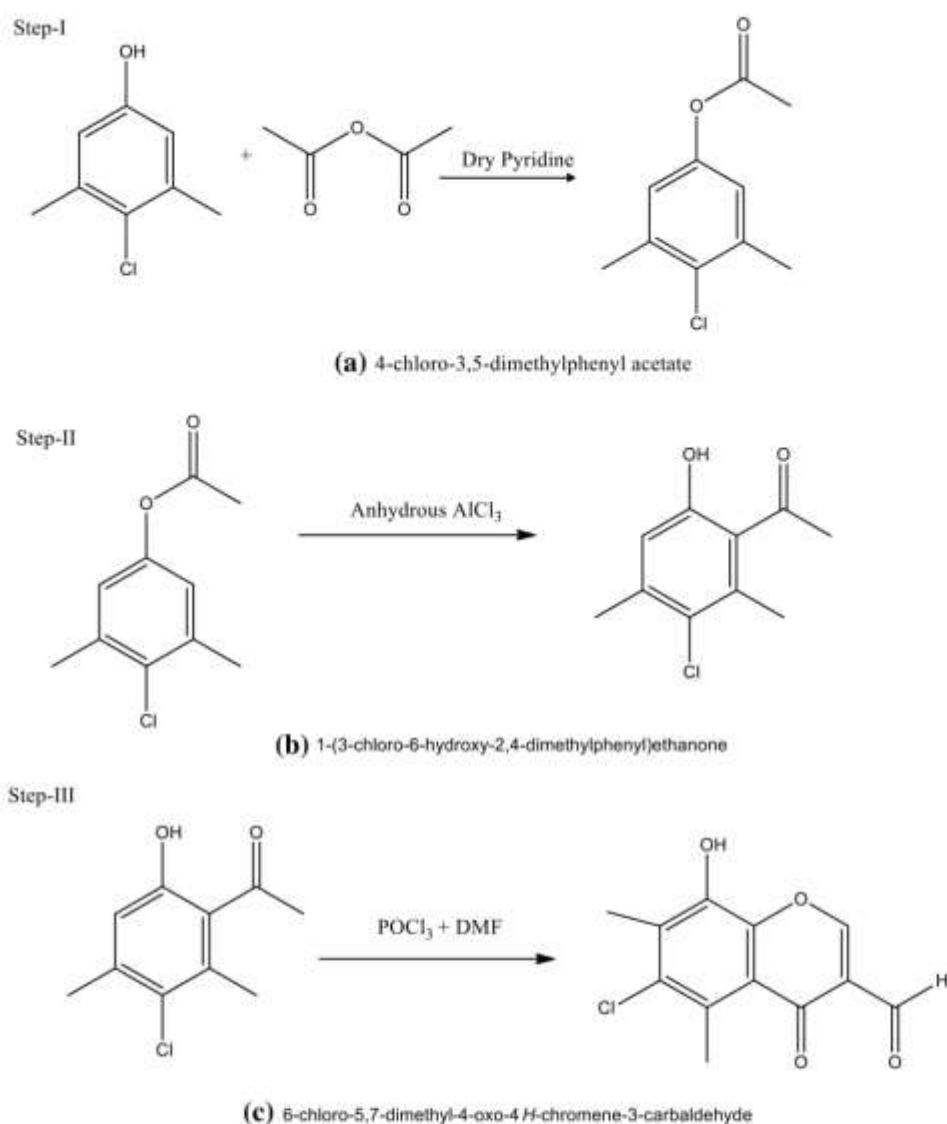 Step-I
OH
O
O
O
+
Dry Pyridine
O
O
Cl
O
Cl
(a) 4-chloro-3,5-dimethylphenyl acetate
Step-II
O
OH
O
O
Anhydrous AlCl₃
Cl
Cl
(b) 1-(3-chloro-6-hydroxy-2,4-dimethylphenyl)ethanone
Step-III
OH
O
OH
O
POCl₃ + DMF
H
Cl
Cl
O
O
(c) 6-chloro-5,7-dimethyl-4-oxo-4H-chromene-3-carbaldehyde